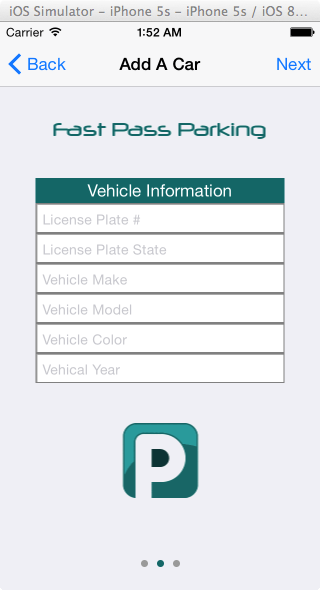 iOS Simulator – iPhone 5s – iPhone 5s / iOS 8...
Carrier 1:52 AM
Back Add A Car Next
Fast Pass Parking
Vehicle Information
License Plate #
License Plate State
Vehicle Make
Vehicle Model
Vehicle Color
Vehical Year
P